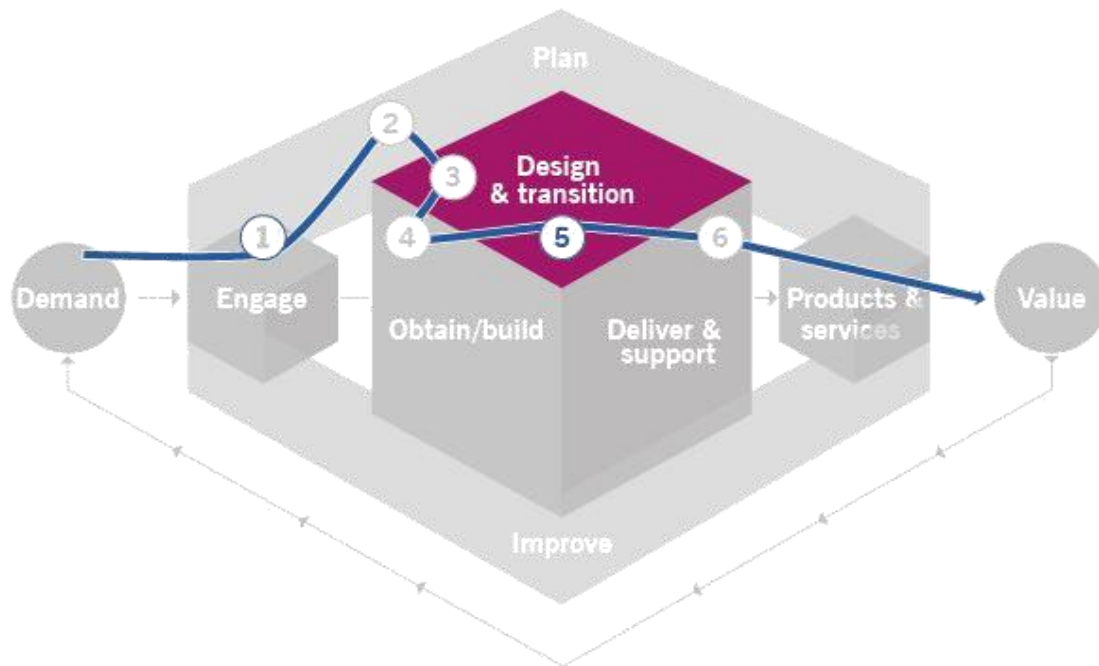 Plan
2
3
Design
& transition
1
4
5
6
Demand
Engage
Obtain/build
Deliver &
support
Products &
services
Value
Improve